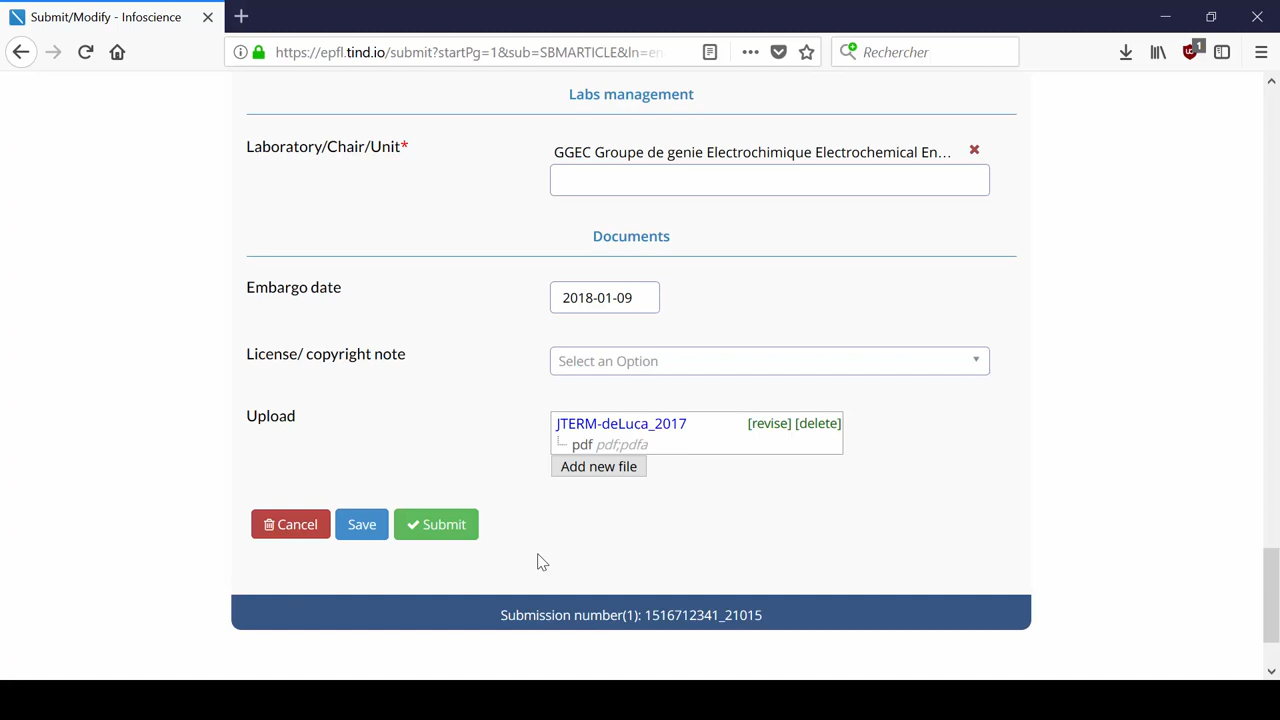 Submit/Modify - Infoscience
https://epfl.tind.io/submit?startPg=1&sub=SBMARTICLE&ln=en
Rechercher
1
Labs management
Laboratory/Chair/Unit*
GGEC Groupe de genie Electrochimique Electrochemical En...
Documents
Embargo date
2018-01-09
License/ copyright note
Select an Option
Upload
JTERM-deLuca_2017 [revise] [delete]
pdf pdf;pdfa
Add new file
Cancel Save Submit
Submission number(1): 1516712341_21015